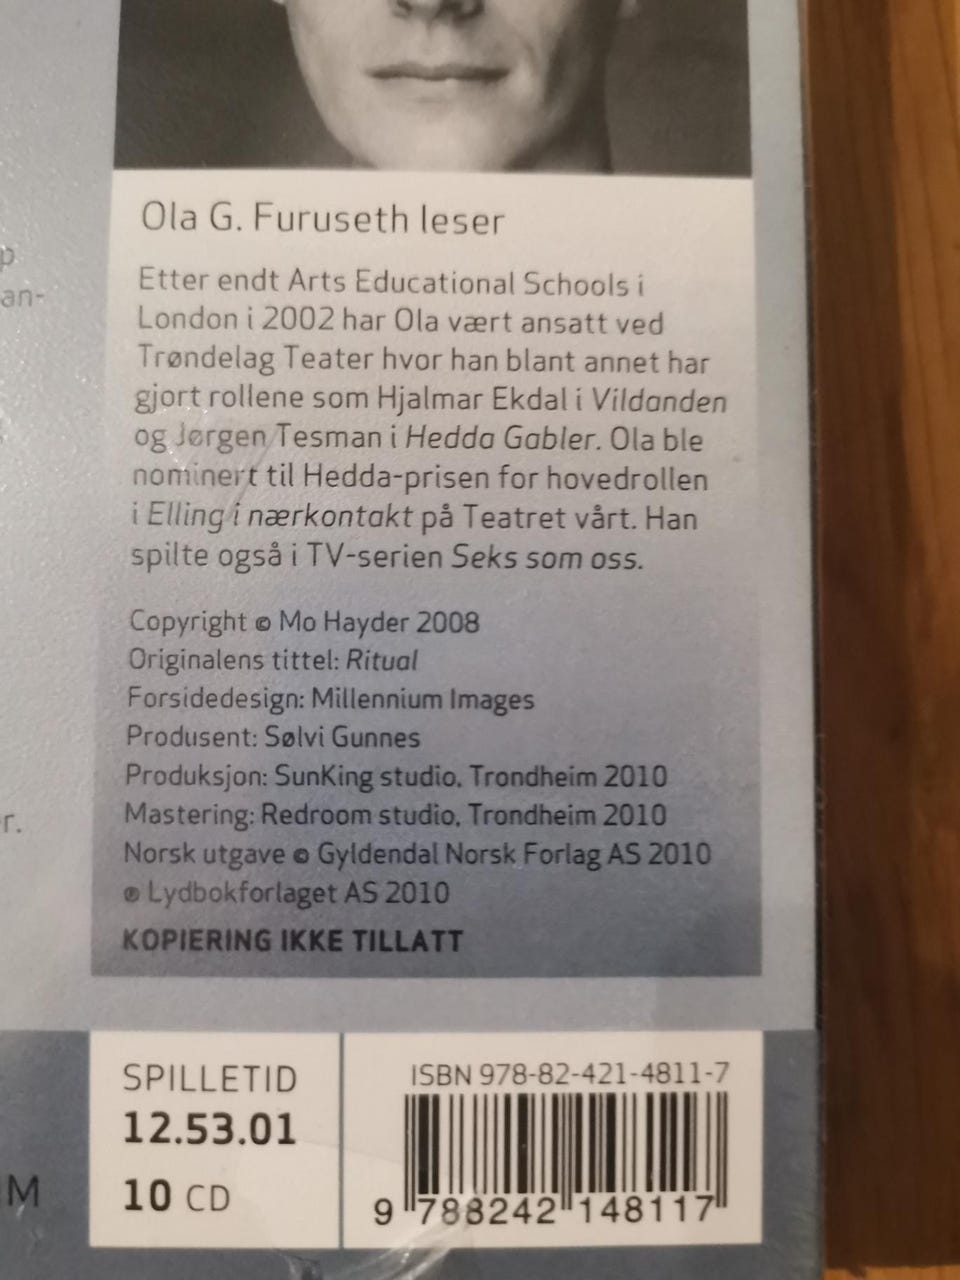 p
an-
r.
M
Ola G. Furuseth leser
Etter endt Arts Educational Schools i
London i 2002 har Ola vært ansatt ved
Trøndelag Teater hvor han blant annet har
gjort rollene som Hjalmar Ekdal i Vildanden
og Jørgen Tesman i Hedda Gabler. Ola ble
nominert til Hedda-prisen for hovedrollen
i Elling i nærkontakt på Teatret vårt. Han
spilte også i TV-serien Seks som oss.
Copyright © Mo Hayder 2008
Originalens tittel: Ritual
Forsidedesign: Millennium Images
Produsent: Sølvi Gunnes
Produksjon: SunKing studio, Trondheim 2010
Mastering: Redroom studio, Trondheim 2010
Norsk utgave © Gyldendal Norsk Forlag AS 2010
℗ Lydbokforlaget AS 2010
KOPIERING IKKE TILLATT
SPILLETID
12.53.01
10 CD
ISBN 978-82-421-4811-7
9 788242 148117